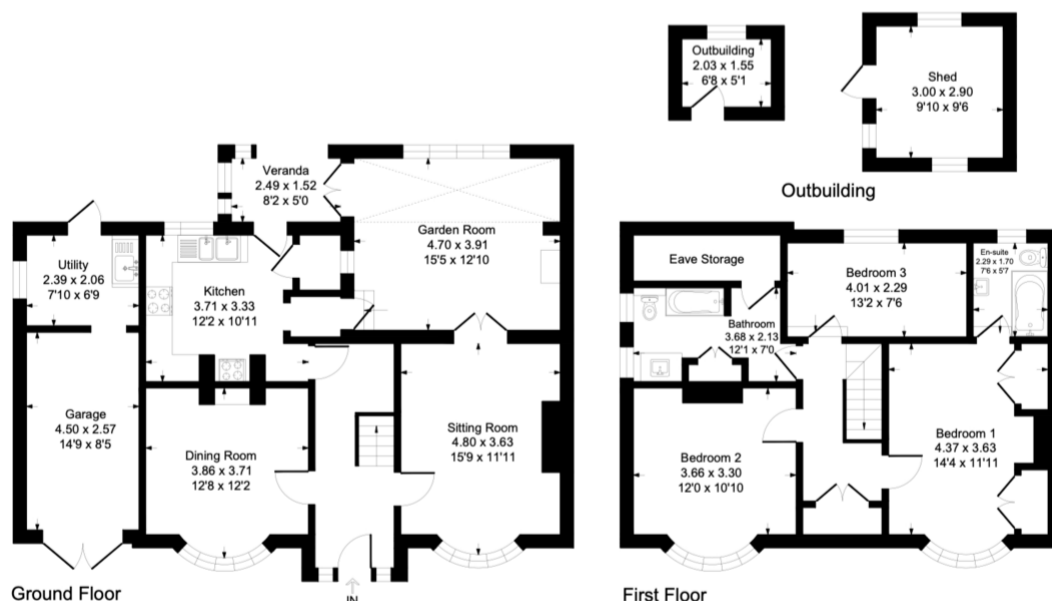 Outbuilding
2.03 x 1.55
6'8 x 5'1
Shed
3.00 x 2.90
9'10 x 9'6
Outbuilding
Veranda
2.49 x 1.52
8'2 x 5'0
Garden Room
4.70 x 3.91
15'5 x 12'10
Utility
2.39 x 2.06
7'10 x 6'9
Kitchen
3.71 x 3.33
12'2 x 10'11
Garage
4.50 x 2.57
14'9 x 8'5
Dining Room
3.86 x 3.71
12'8 x 12'2
Sitting Room
4.80 x 3.63
15'9 x 11'11
IN
Ground Floor
Eave Storage
Bedroom 3
4.01 x 2.29
13'2 x 7'6
En-suite
2.29 x 1.70
7'6 x 5'7
Bathroom
3.68 x 2.13
12'1 x 7'0
Bedroom 2
3.66 x 3.30
12'0 x 10'10
Bedroom 1
4.37 x 3.63
14'4 x 11'11
First Floor